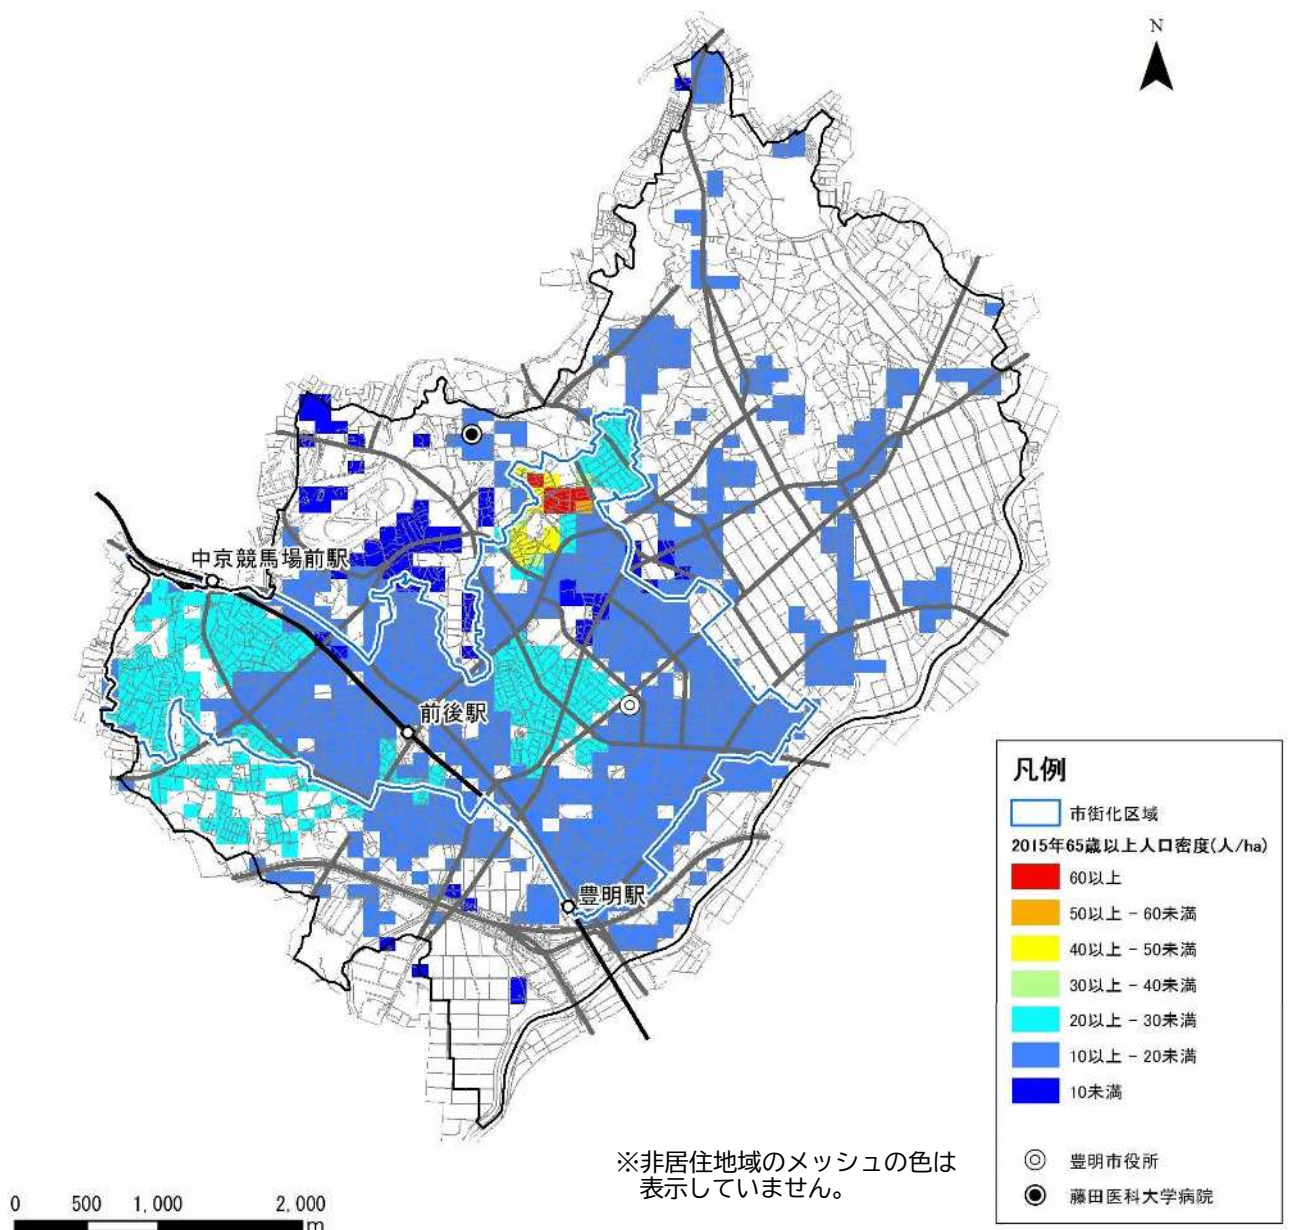 N
中京競馬場前駅
前後駅
豊明駅
凡例
市街化区域
2015年65歳以上人口密度(人/ha)
60以上
50以上 － 60未満
40以上 － 50未満
30以上 － 40未満
20以上 － 30未満
10以上 － 20未満
10未満
豊明市役所
藤田医科大学病院
※非居住地域のメッシュの色は
表示していません。
0 500 1,000 2,000
m